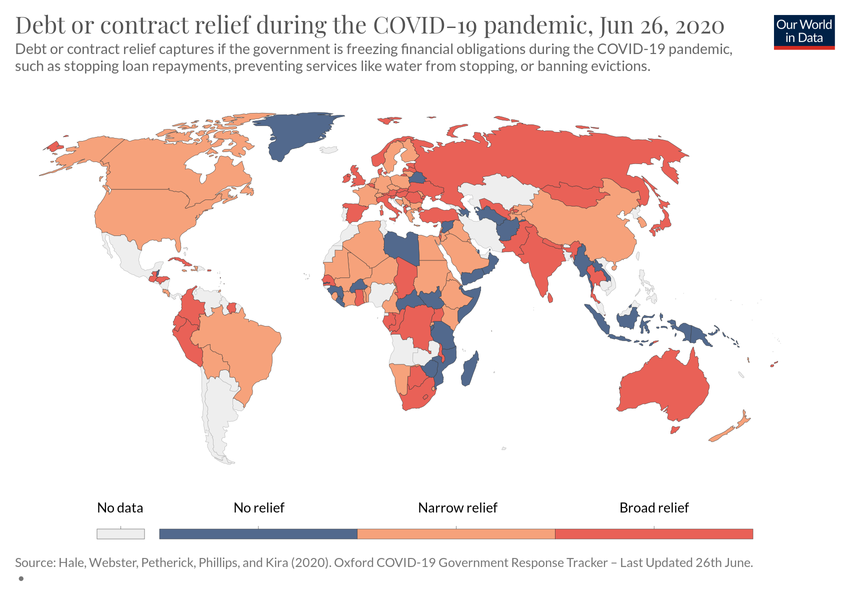 Debt or contract relief during the COVID-19 pandemic, Jun 26, 2020
Our World
in Data
Debt or contract relief captures if the government is freezing financial obligations during the COVID-19 pandemic,
such as stopping loan repayments, preventing services like water from stopping, or banning evictions.
No data
No relief
Narrow relief
Broad relief
Source: Hale, Webster, Petherick, Phillips, and Kira (2020). Oxford COVID-19 Government Response Tracker – Last Updated 26th June.
•